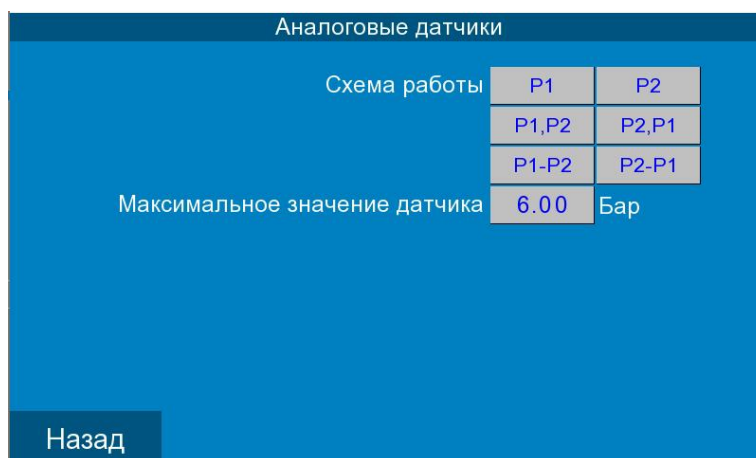 Аналоговые датчики
Схема работы P1 P2
P1,P2 P2,P1
P1-P2 P2-P1
Максимальное значение датчика 6.00 Бар
Назад